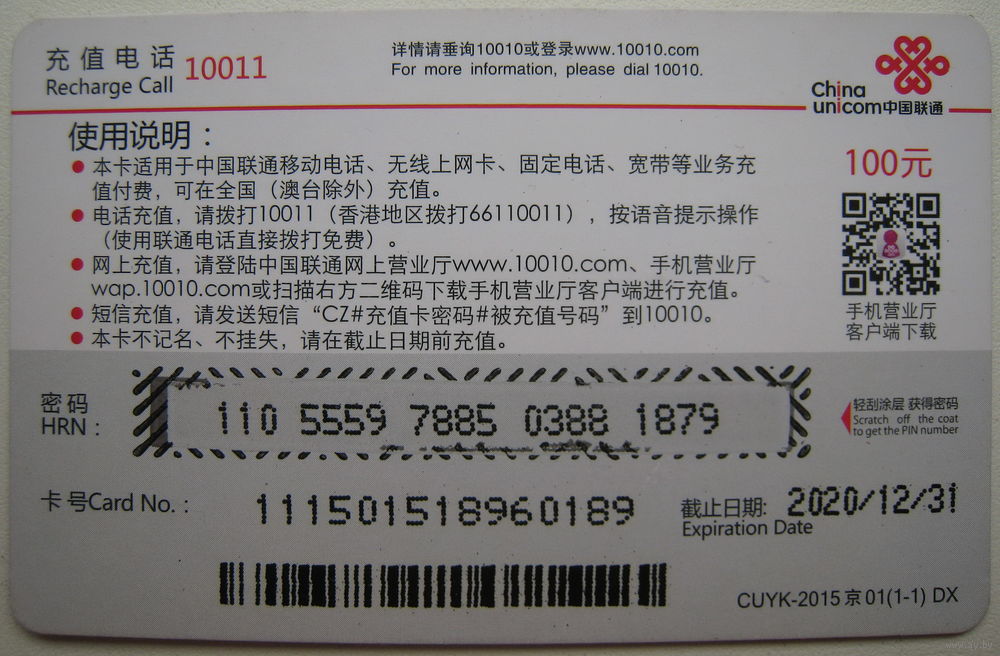 充值电话 10011
Recharge Call
详情请垂询10010或登录www.10010.com
For more information, please dial 10010.
China
unicom中国联通
使用说明：
● 本卡适用于中国联通移动电话、无线上网卡、固定电话、宽带等业务充
值付费，可在全国（澳台除外）充值。
● 电话充值，请拨打10011（香港地区拨打66110011），按语音提示操作
（使用联通电话直接拨打免费）。
● 网上充值，请登陆中国联通网上营业厅www.10010.com、手机营业厅
wap.10010.com或扫描右方二维码下载手机营业厅客户端进行充值。
● 短信充值，请发送短信“CZ#充值卡密码#被充值号码”到10010。
● 本卡不记名、不挂失，请在截止日期前充值。
100元
手机营业厅
客户端下载
密码
HRN：
110 5559 7885 0388 1879
轻刮涂层 获得密码
Scratch off the coat
to get the PIN number
卡号Card No.：
111501518960189
截止日期: 2020/12/31
Expiration Date
CUYK-2015京01(1-1) DX
www.ay.by